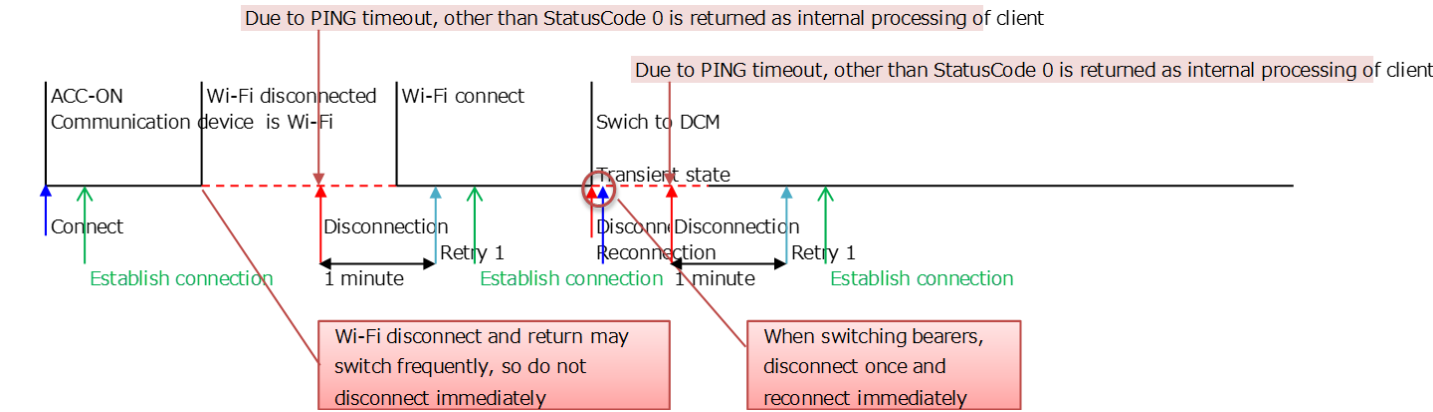 Due to PING timeout, other than StatusCode 0 is returned as internal processing of client
Due to PING timeout, other than StatusCode 0 is returned as internal processing of client
ACC-ON
Communication device is Wi-Fi
Wi-Fi disconnected
Wi-Fi connect
Swich to DCM
Transient state
Connect
Establish connection
Disconnection
1 minute
Retry 1
Establish connection
Disconne
Reconnection
Disconnection
1 minute
Retry 1
Establish connection
Wi-Fi disconnect and return may
switch frequently, so do not
disconnect immediately
When switching bearers,
disconnect once and
reconnect immediately